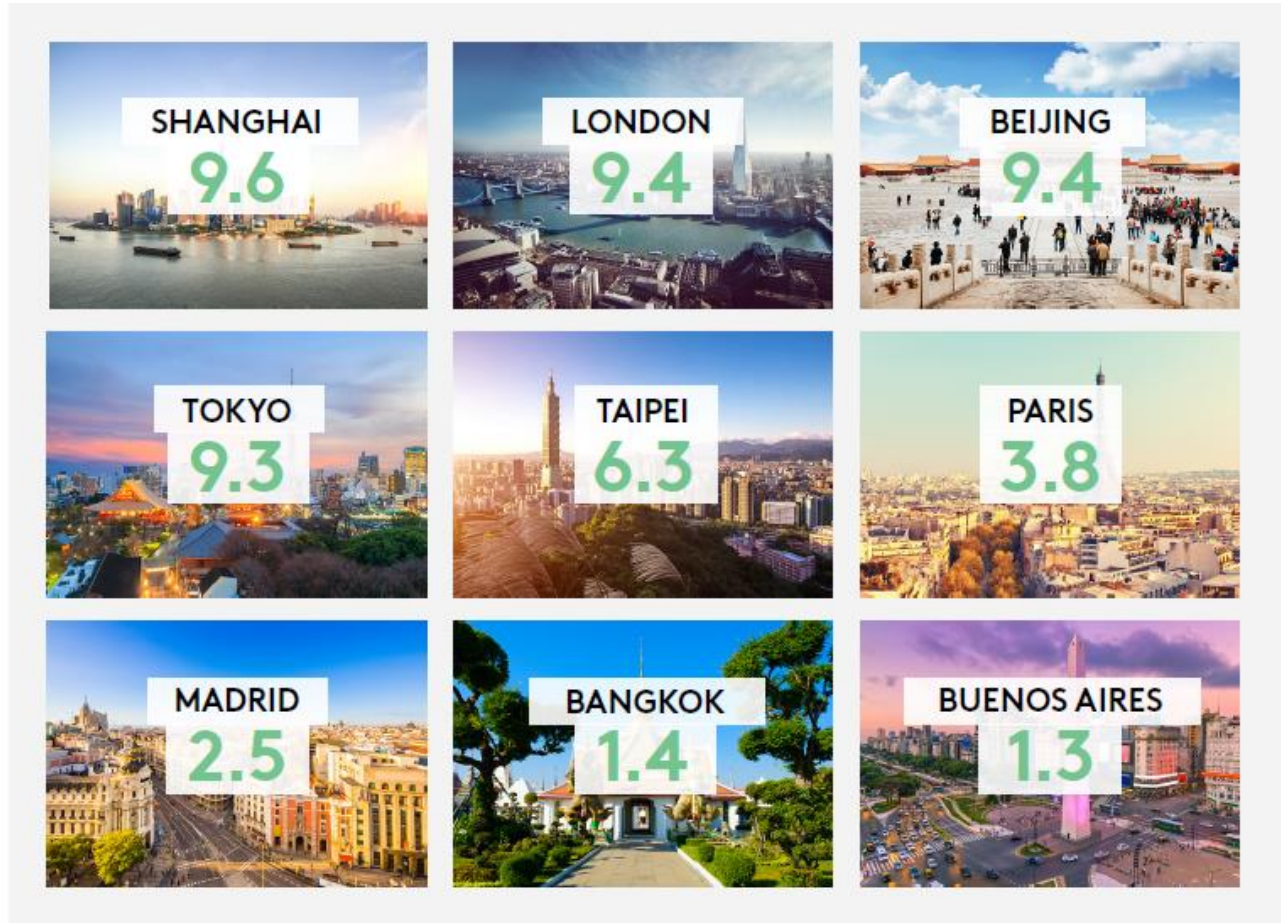 SHANGHAI
9.6
LONDON
9.4
BEIJING
9.4
TOKYO
9.3
TAIPEI
6.3
PARIS
3.8
MADRID
2.5
BANGKOK
1.4
BUENOS AIRES
1.3